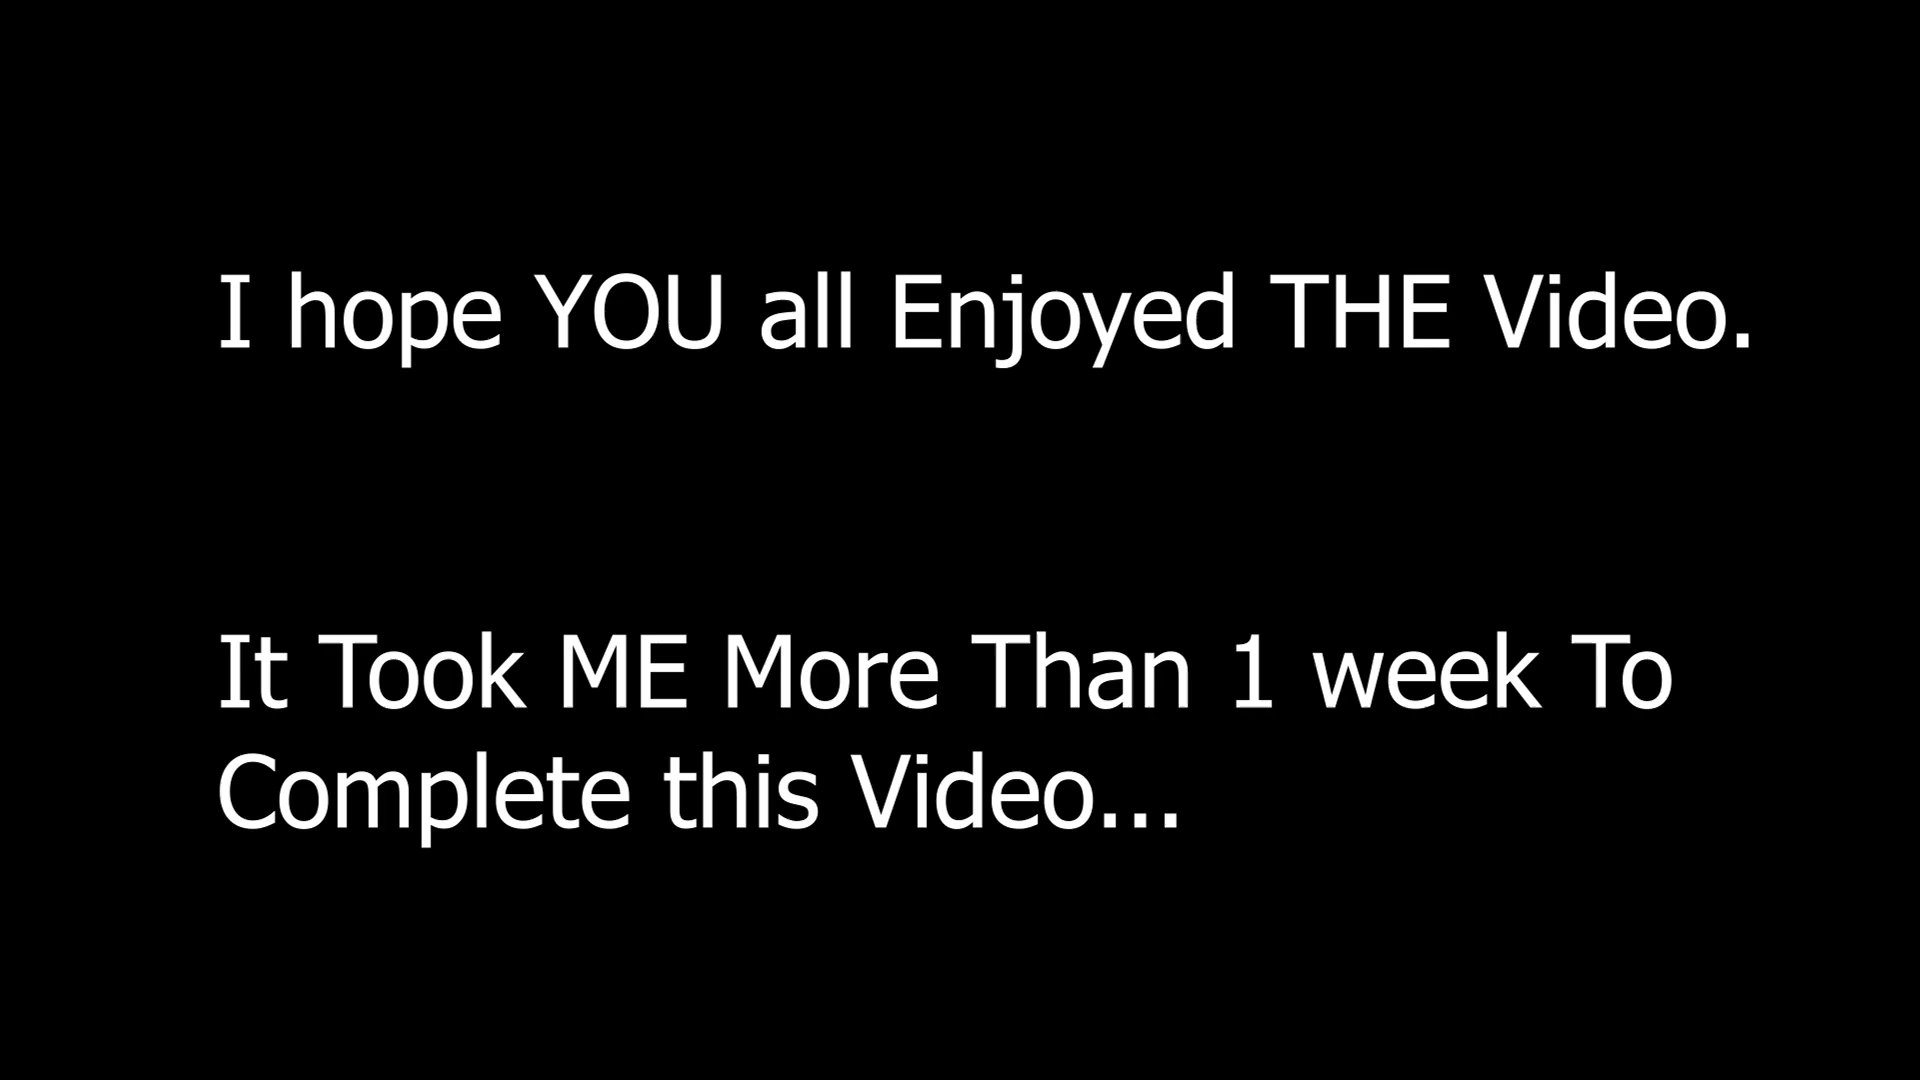 I hope YOU all Enjoyed THE Video.
It Took ME More Than 1 week To
Complete this Video...